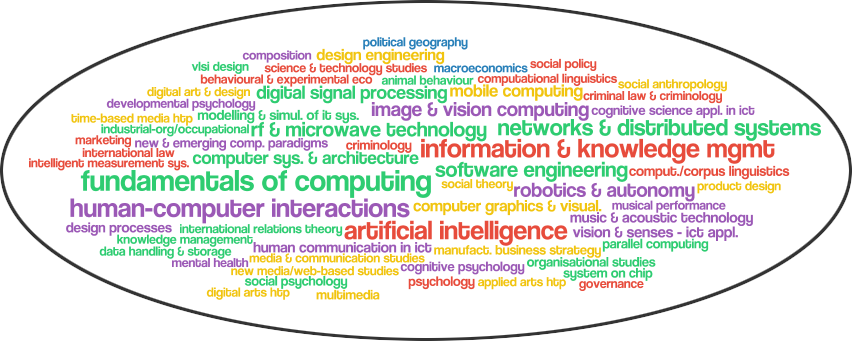 political geography
composition
design engineering
vlsi design
science & technology studies
macroeconomics
social policy
behavioural & experimental eco
animal behaviour
computational linguistics
social anthropology
digital art & design
digital signal processing
mobile computing
criminal law & criminology
developmental psychology
modelling & simul. of it sys.
image & vision computing
cognitive science appl. in ict
time-based media htp
industrial-org/occupational
rf & microwave technology
networks & distributed systems
marketing
new & emerging comp. paradigms
criminology
information & knowledge mgmt
international law
intelligent measurement sys.
computer sys. & architecture
software engineering
comput./corpus linguistics
fundamentals of computing
social theory
robotics & autonomy
product design
human-computer interactions
computer graphics & visual.
musical performance
music & acoustic technology
design processes
international relations theory
artificial intelligence
vision & senses - ict appl.
knowledge management
human communication in ict
manufact. business strategy
parallel computing
data handling & storage
media & communication studies
mental health
new media/web-based studies
cognitive psychology
organisational studies
system on chip
social psychology
psychology
applied arts htp
governance
digital arts htp
multimedia